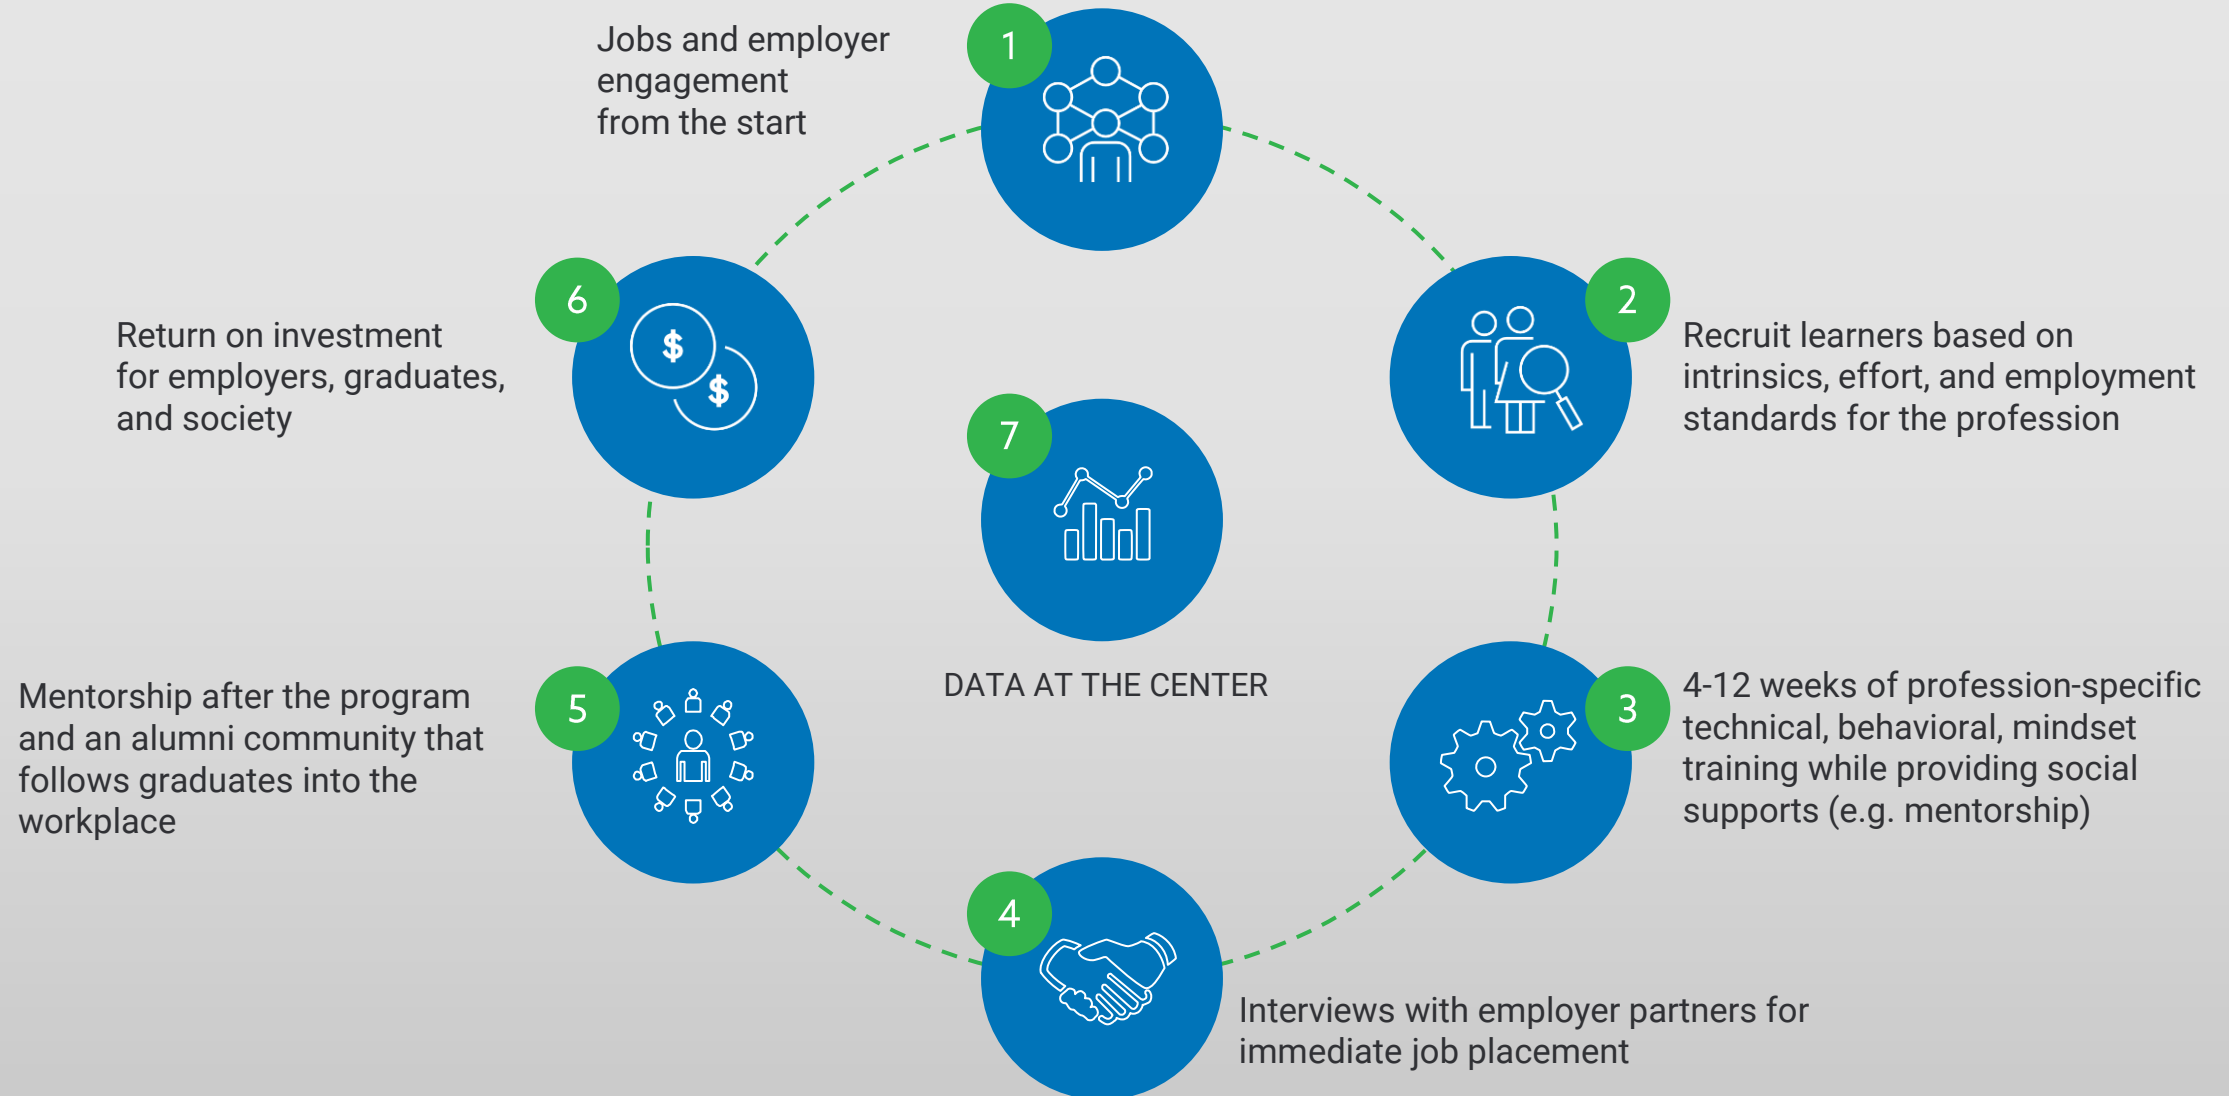 1
Jobs and employer
engagement
from the start
2
Recruit learners based on
intrinsics, effort, and employment
standards for the profession
3
4-12 weeks of profession-specific
technical, behavioral, mindset
training while providing social
supports (e.g. mentorship)
4
Interviews with employer partners for
immediate job placement
5
Mentorship after the program
and an alumni community that
follows graduates into the
workplace
6
$
$
Return on investment
for employers, graduates,
and society
7
DATA AT THE CENTER